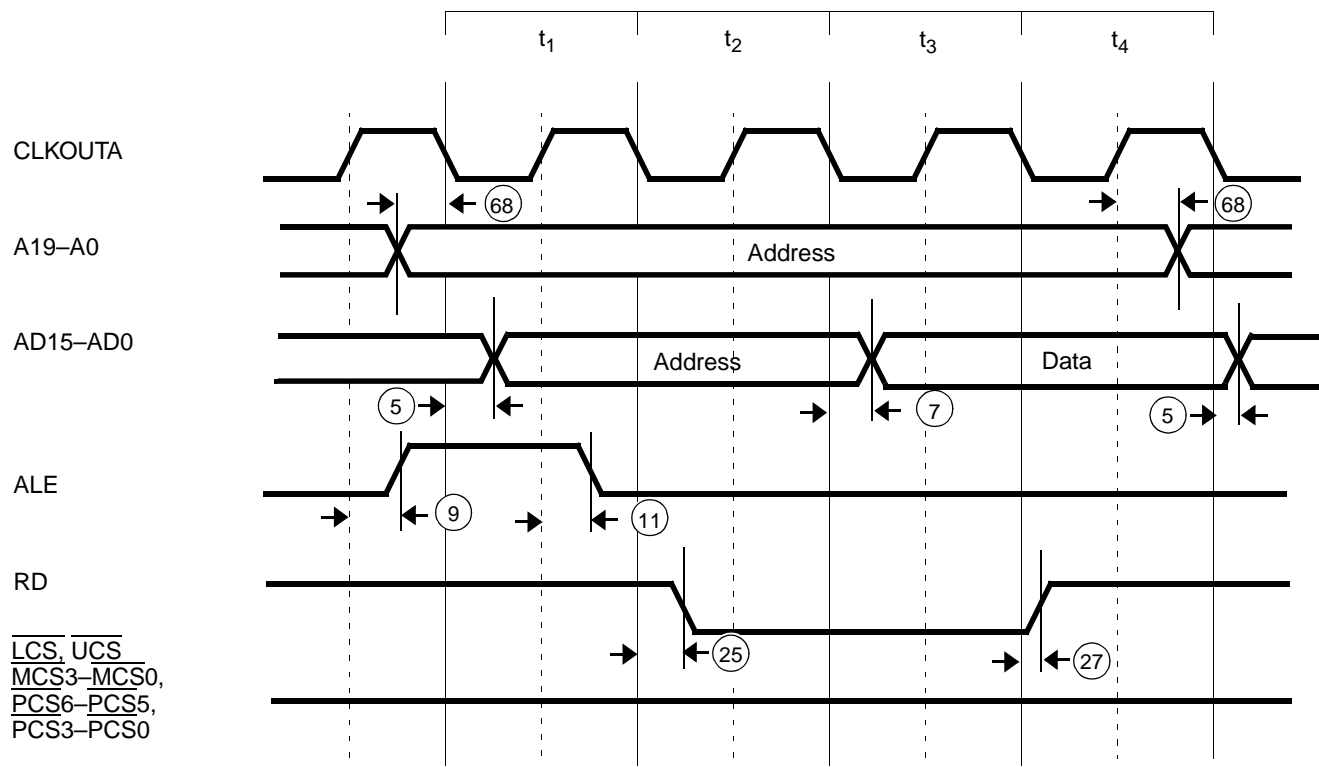 t1 t2 t3 t4
CLKOUTA
68 68
A19–A0
Address
AD15–AD0
Address Data
5 7 5
ALE
9 11
RD
25 27
LCS, UCS
MCS3–MCS0,
PCS6–PCS5,
PCS3–PCS0